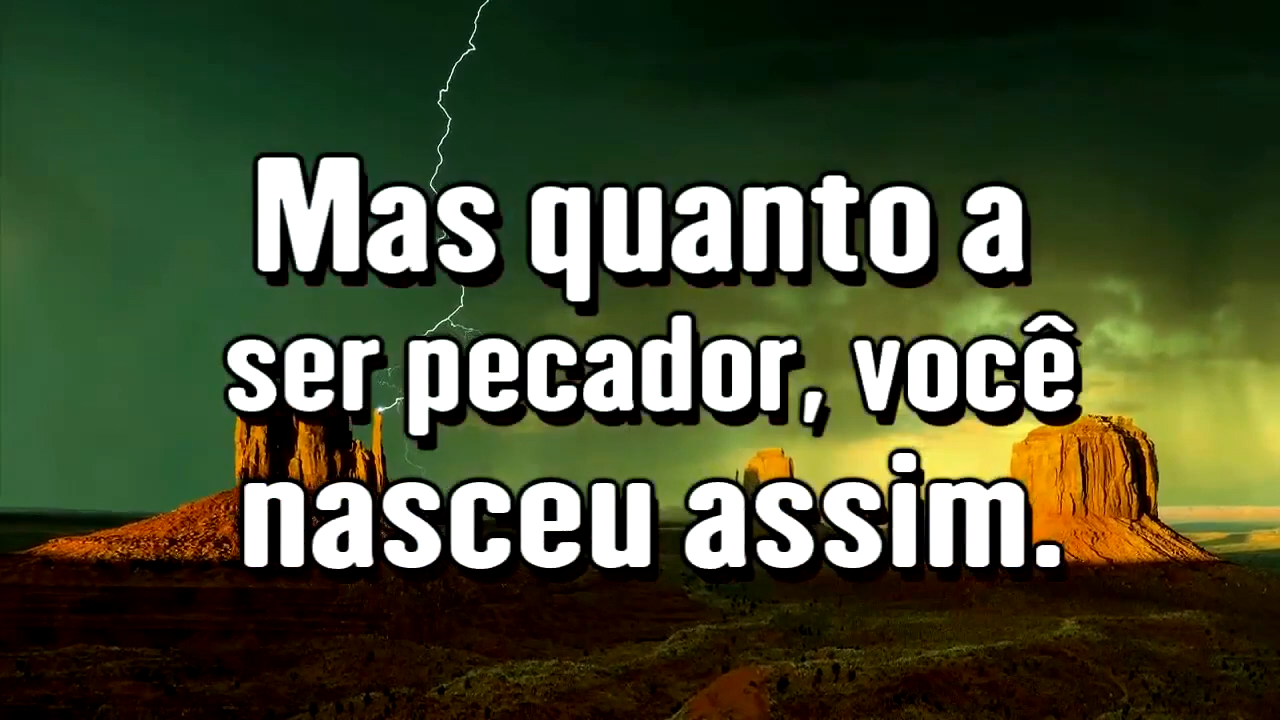 Mas quanto a
ser pecador, você
nasceu assim.